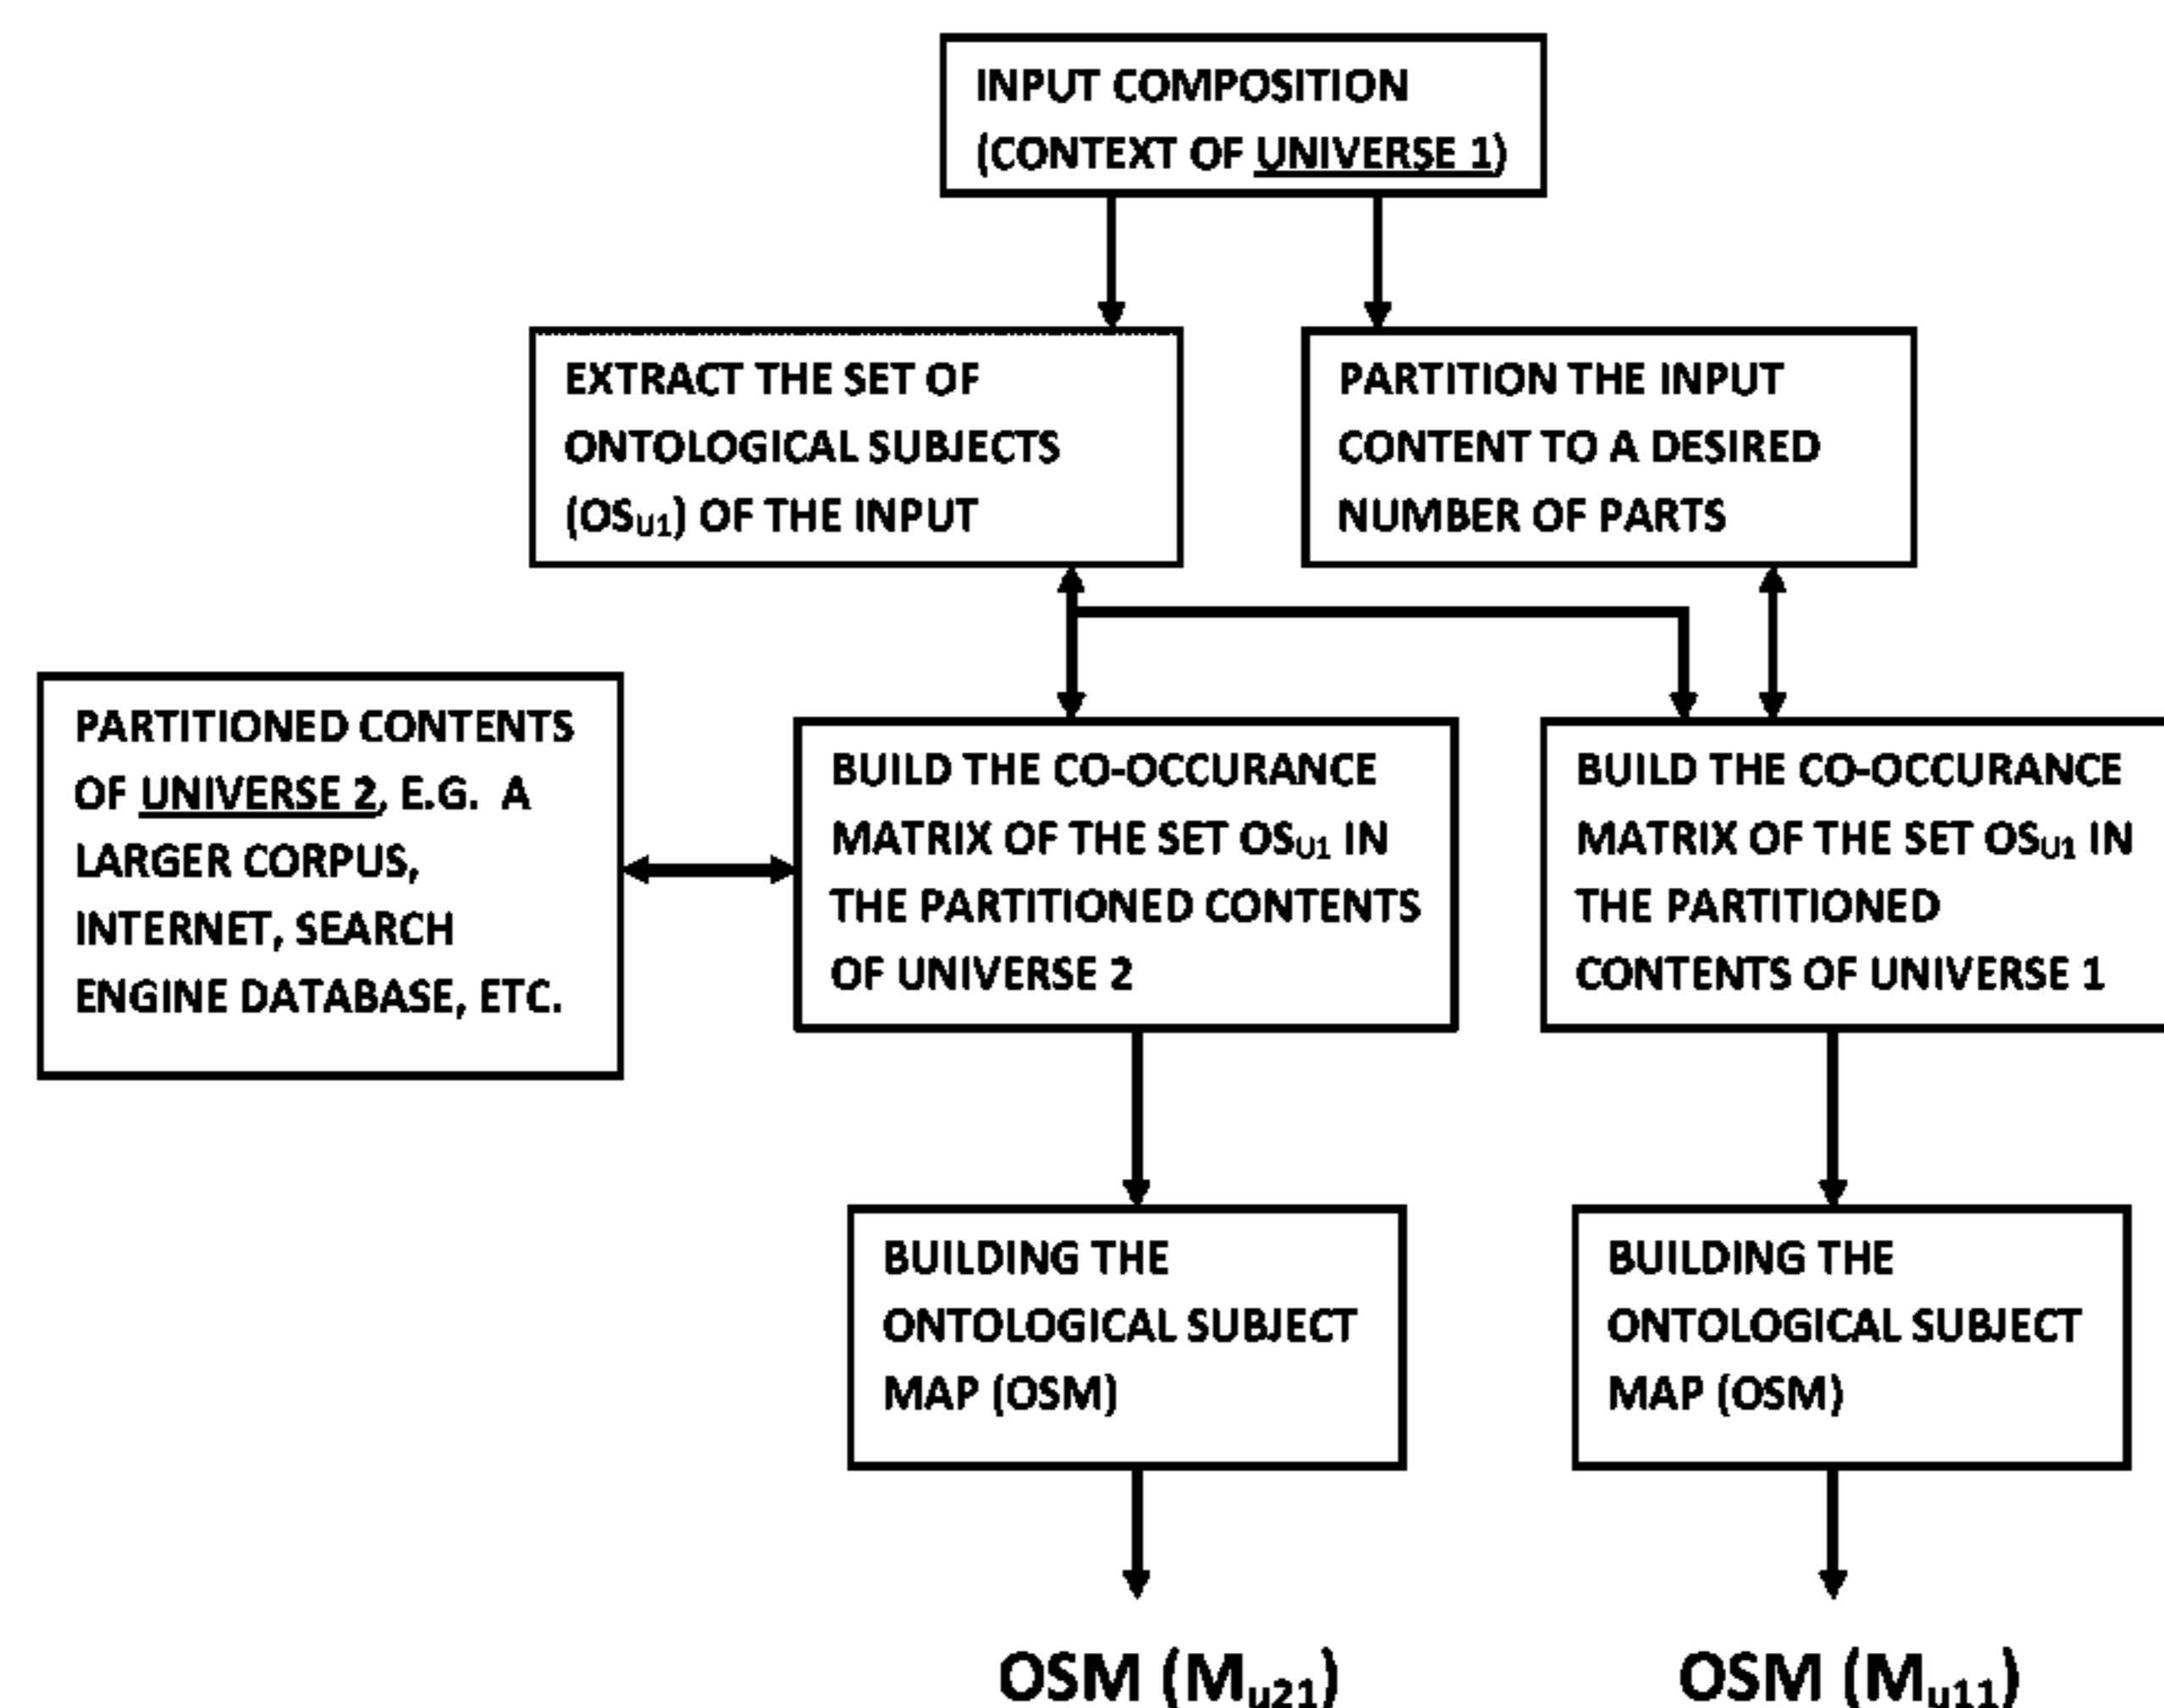 INPUT COMPOSITION
(CONTEXT OF UNIVERSE 1)
EXTRACT THE SET OF
ONTOLOGICAL SUBJECTS
(OSU1) OF THE INPUT
PARTITION THE INPUT
CONTENT TO A DESIRED
NUMBER OF PARTS
PARTITIONED CONTENTS
OF UNIVERSE 2, E.G. A
LARGER CORPUS,
INTERNET, SEARCH
ENGINE DATABASE, ETC.
BUILD THE CO-OCCURANCE
MATRIX OF THE SET OSU1 IN
THE PARTITIONED CONTENTS
OF UNIVERSE 2
BUILD THE CO-OCCURANCE
MATRIX OF THE SET OSU1 IN
THE PARTITIONED
CONTENTS OF UNIVERSE 1
BUILDING THE
ONTOLOGICAL SUBJECT
MAP (OSM)
BUILDING THE
ONTOLOGICAL SUBJECT
MAP (OSM)
OSM (Mu21)
OSM (Mu11)